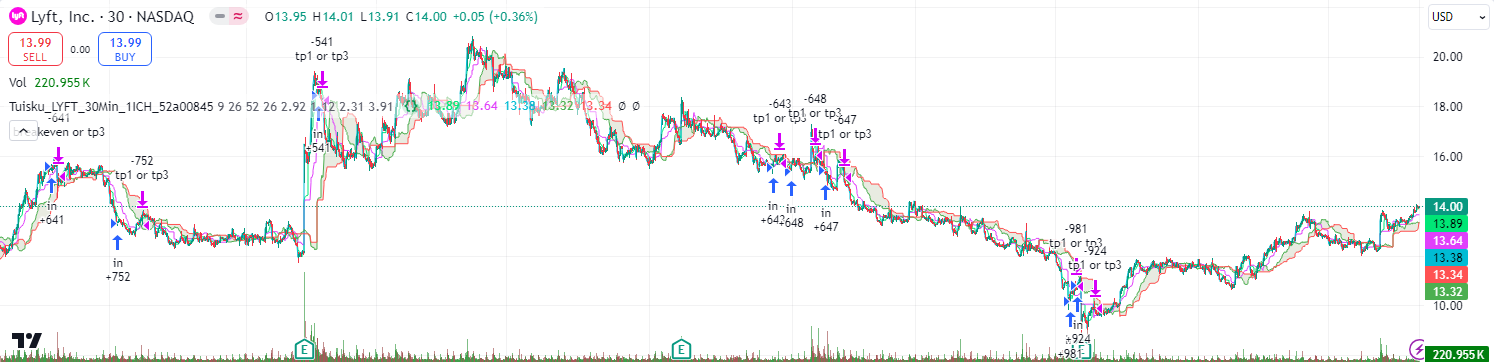 Lyft, Inc. · 30 · NASDAQ O13.95 H14.01 L13.91 C14.00 +0.05 (+0.36%)
USD
13.99
SELL
0.00
13.99
BUY
Vol 220.955 K
Tuisku_LYFT_30Min_1ICH_52a00845 9 26 52 26 2.92 1.12 2.31 3.91 13.89 13.64 13.38 13.32 13.34 Ø Ø
-641
breakeven or tp3
in
+641
-752
tp1 or tp3
in
+752
-541
tp1 or tp3
in
+541
-643
tp1 or tp3
in
+642
-648
tp1 or tp3
in
+648
-647
tp1 or tp3
in
+647
-981
tp1 or tp3
-924
tp1 or tp3
in
+924
+981
E
E
20.00
18.00
16.00
14.00
13.89
13.64
13.38
13.34
13.32
10.00
220.955 K